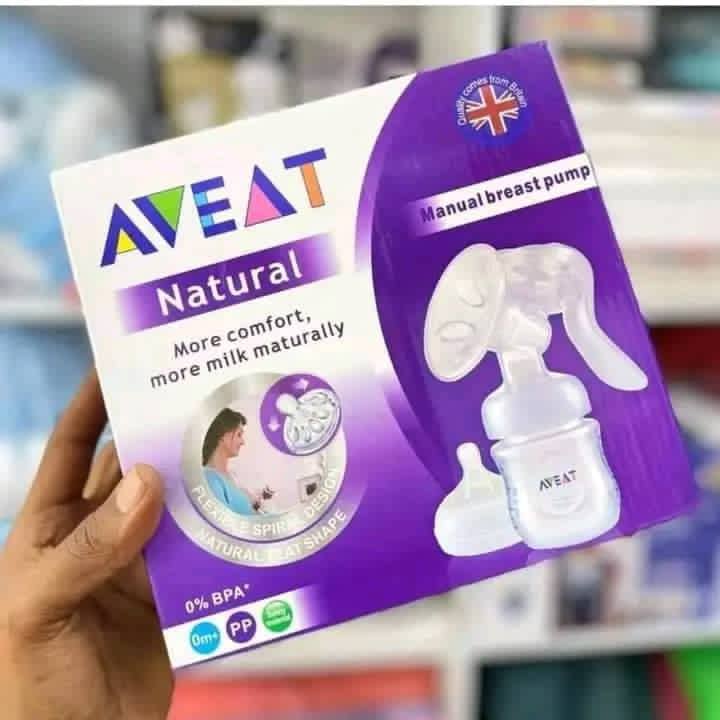 AVEAT
Natural
More comfort,
more milk maturally
FLEXIBLE SPIRAL DESIGN
NATURAL FLAT SHAPE
0% BPA*
0m+ PP
Quality comes from Britain
Manual breast pump
AVEAT